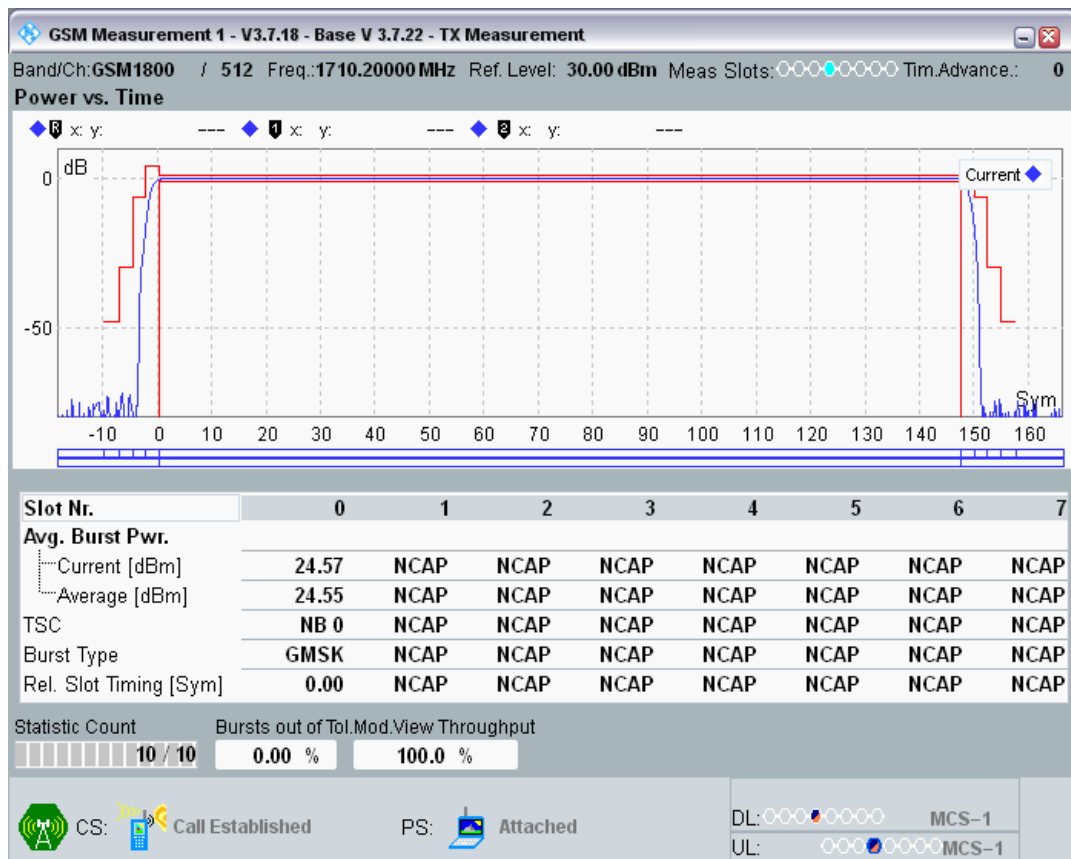 GSM Measurement 1 - V3.7.18 - Base V 3.7.22 - TX Measurement
Band/Ch:GSM1800 / 512 Freq.:1710.20000 MHz Ref. Level: 30.00 dBm Meas Slots: Tim.Advance.: 0
Power vs. Time
R x: y: --- 1 x: y: --- 2 x: y: ---
dB
Current
0
-50
Sym
-10 0 10 20 30 40 50 60 70 80 90 100 110 120 130 140 150 160
Slot Nr. 0 1 2 3 4 5 6 7
Avg. Burst Pwr.
Current [dBm] 24.57 NCAP NCAP NCAP NCAP NCAP NCAP NCAP
Average [dBm] 24.55 NCAP NCAP NCAP NCAP NCAP NCAP NCAP
TSC NB 0 NCAP NCAP NCAP NCAP NCAP NCAP NCAP
Burst Type GMSK NCAP NCAP NCAP NCAP NCAP NCAP NCAP
Rel. Slot Timing [Sym] 0.00 NCAP NCAP NCAP NCAP NCAP NCAP NCAP
Statistic Count Bursts out of Tol.Mod.View Throughput
10 / 10 0.00 % 100.0 %
CS: Call Established PS: Attached
DL: MCS-1
UL: MCS-1